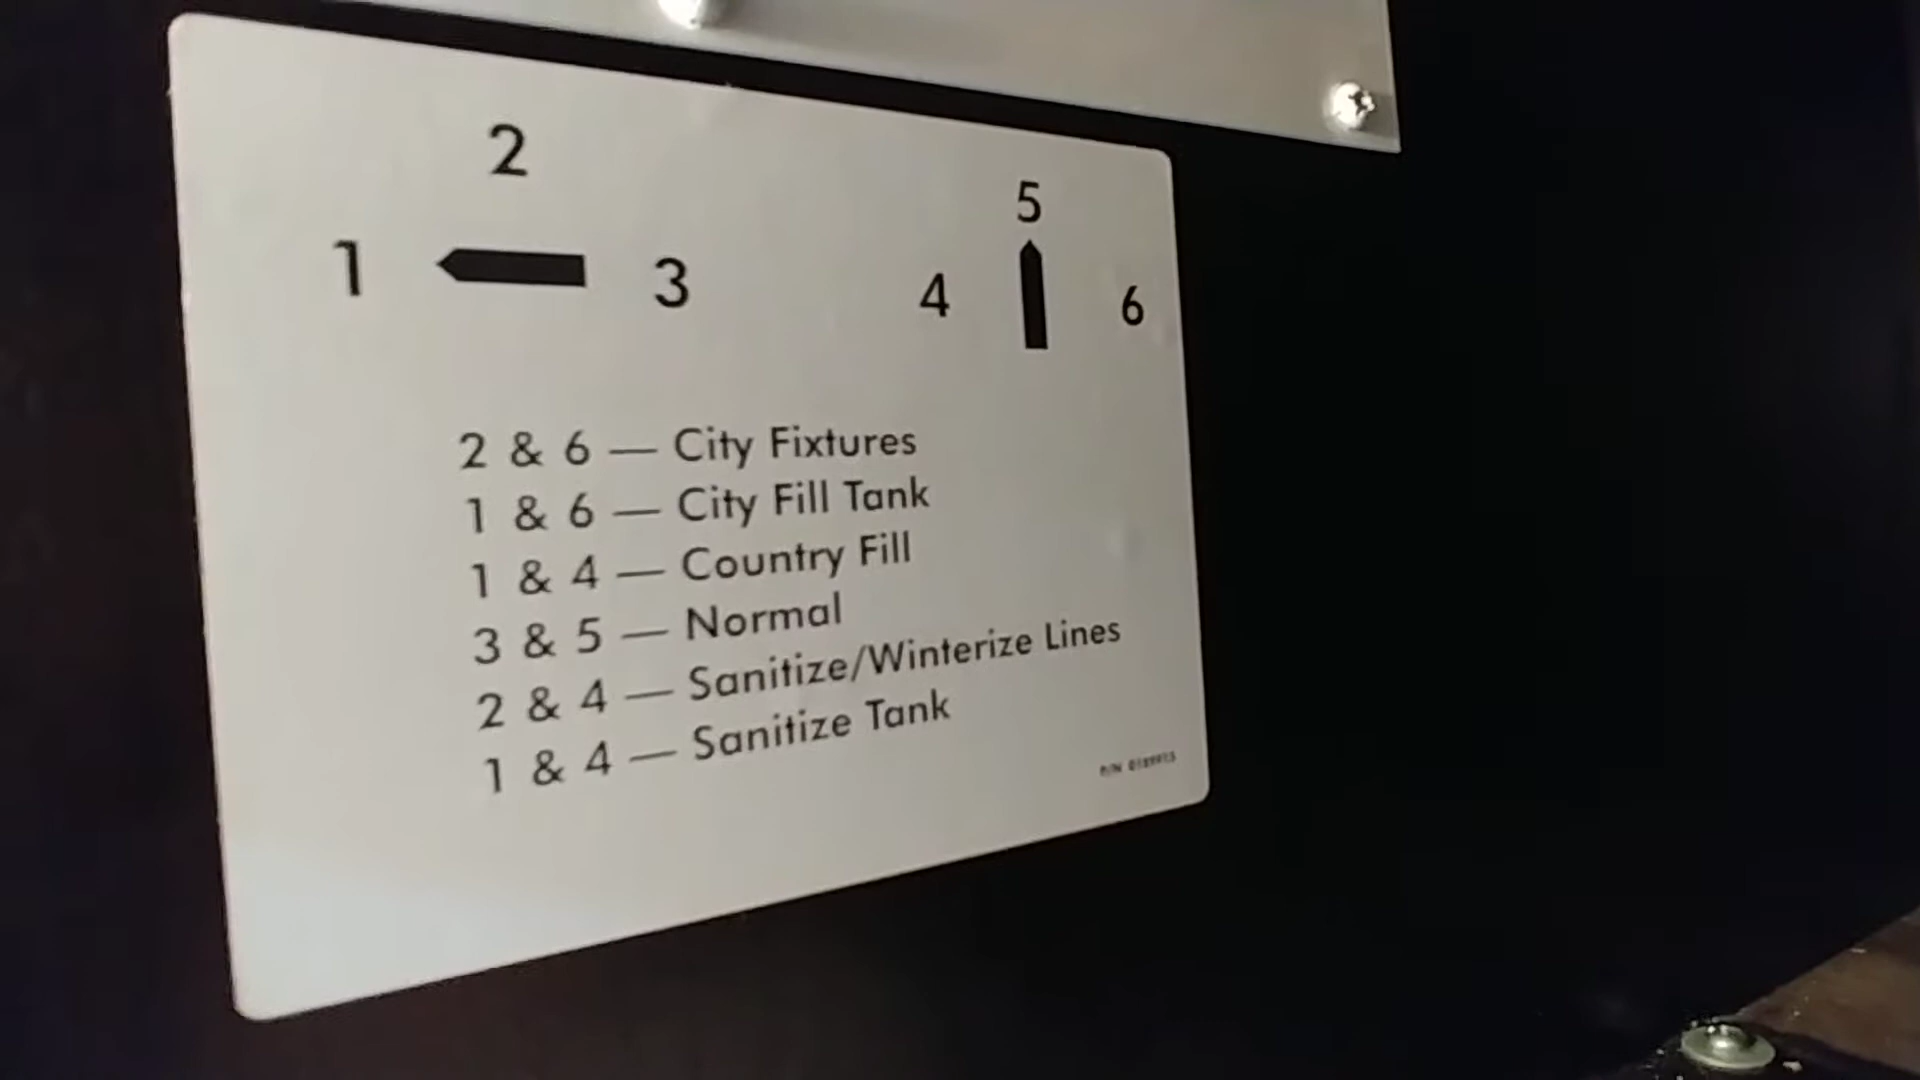 2
5
1 3 4 6
2 & 6 — City Fixtures
1 & 6 — City Fill Tank
1 & 4 — Country Fill
3 & 5 — Normal
2 & 4 — Sanitize/Winterize Lines
1 & 4 — Sanitize Tank
P/N